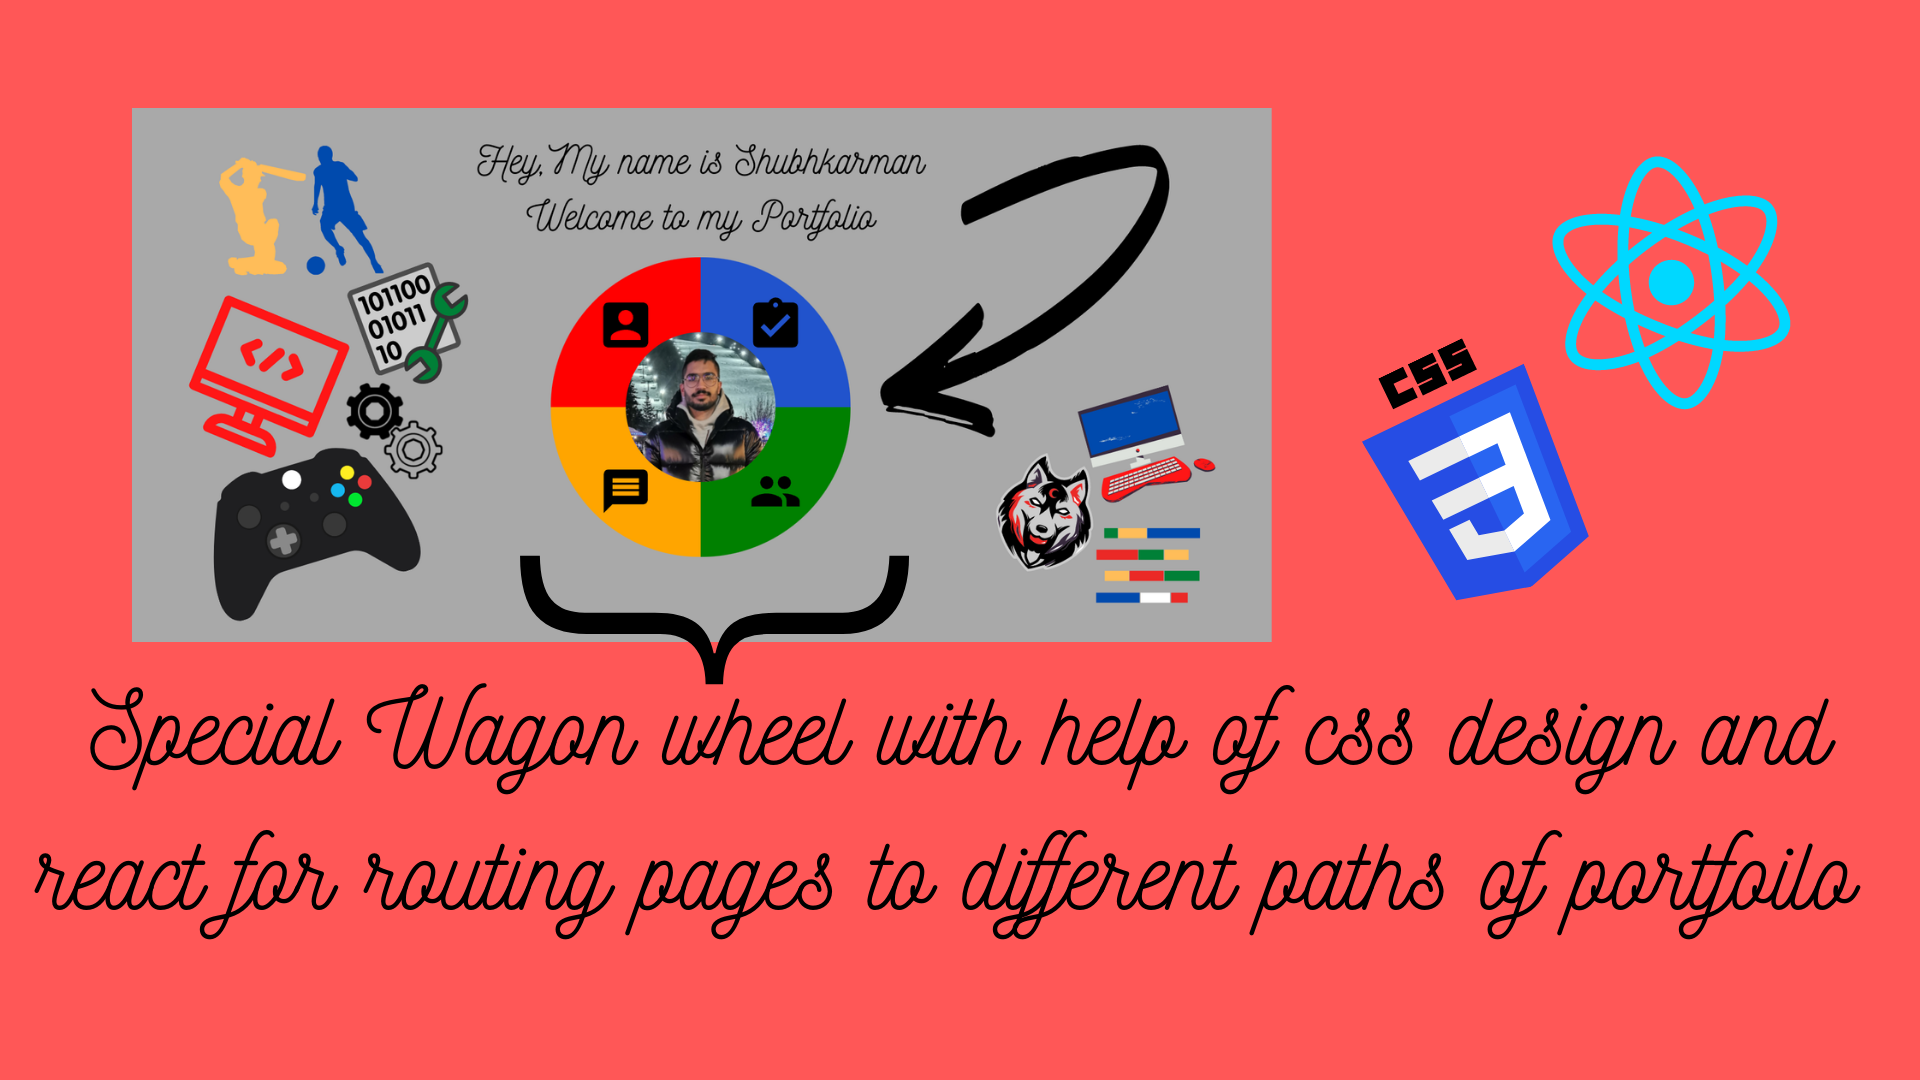 Hey, My name is Shubhkarman
Welcome to my Portfolio
101100
01011
10
</>
CSS
Special Wagon wheel with help of css design and
react for routing pages to different paths of portfoilo